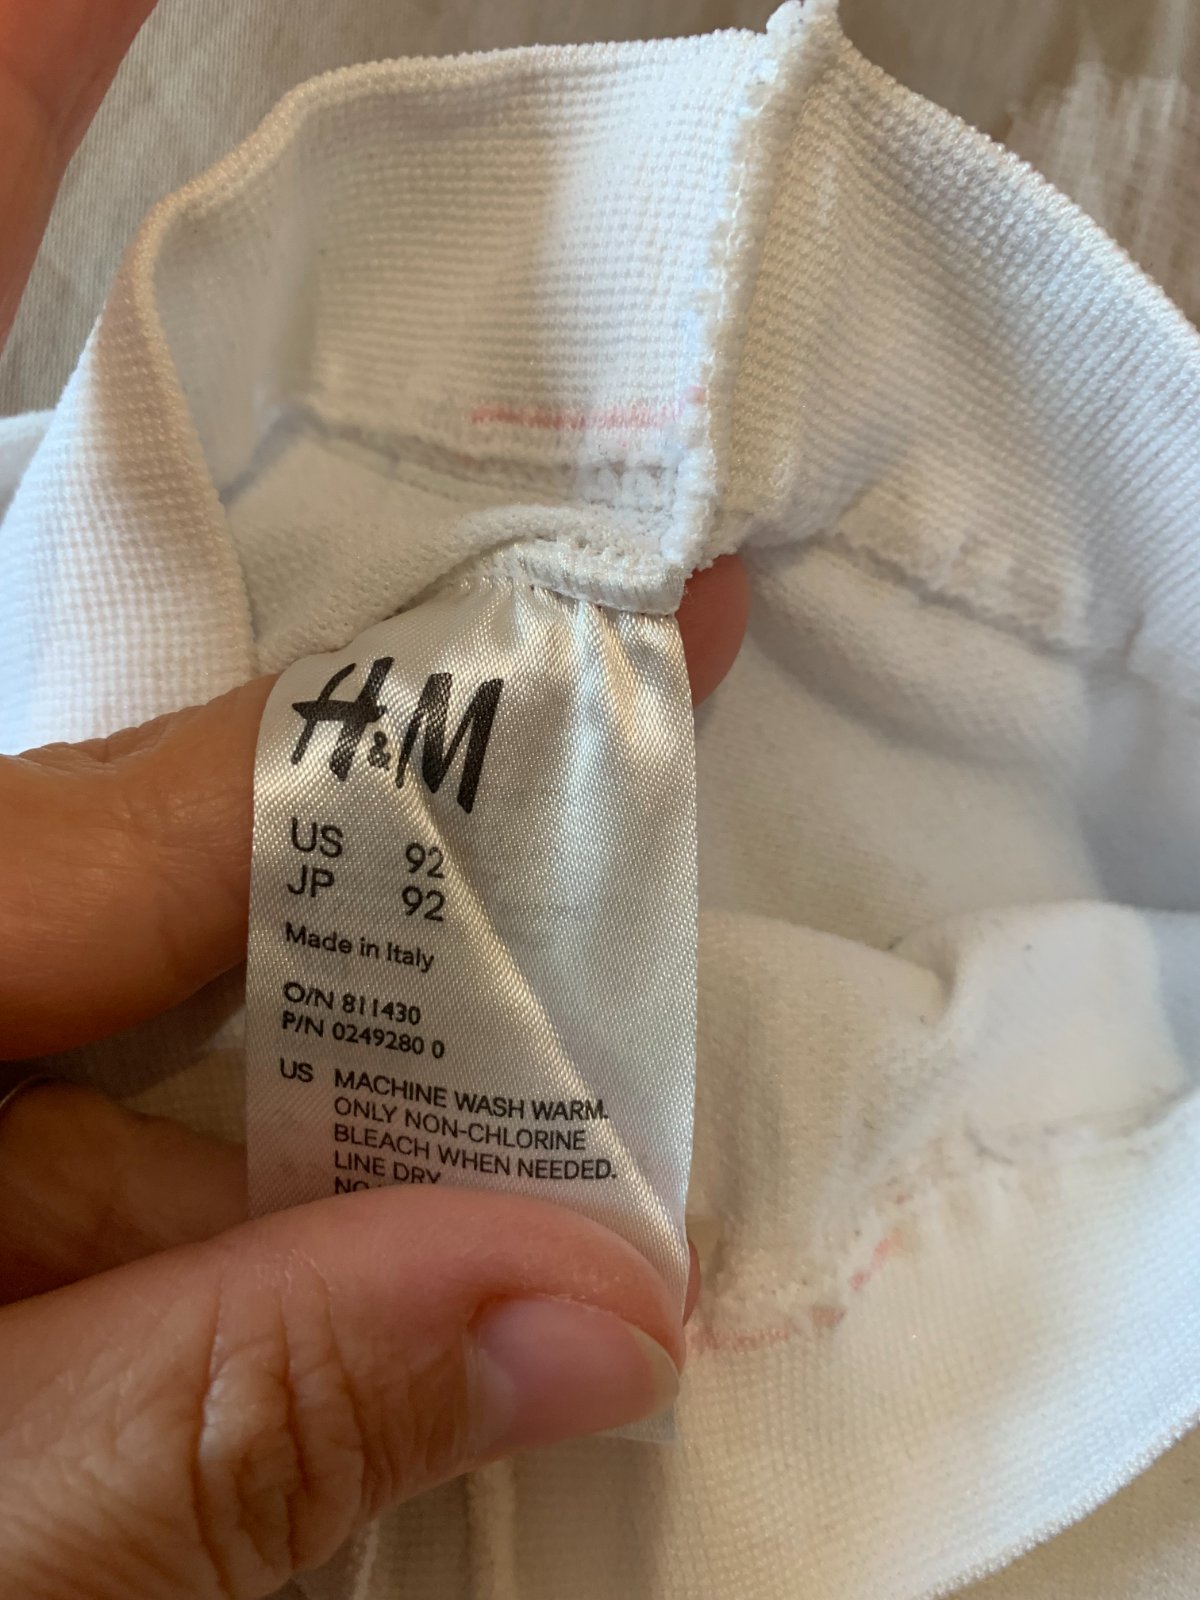 H&M
US 92
JP 92
Made in Italy
O/N 811430
P/N 0249280 0
US MACHINE WASH WARM.
ONLY NON-CHLORINE
BLEACH WHEN NEEDED.
LINE DRY